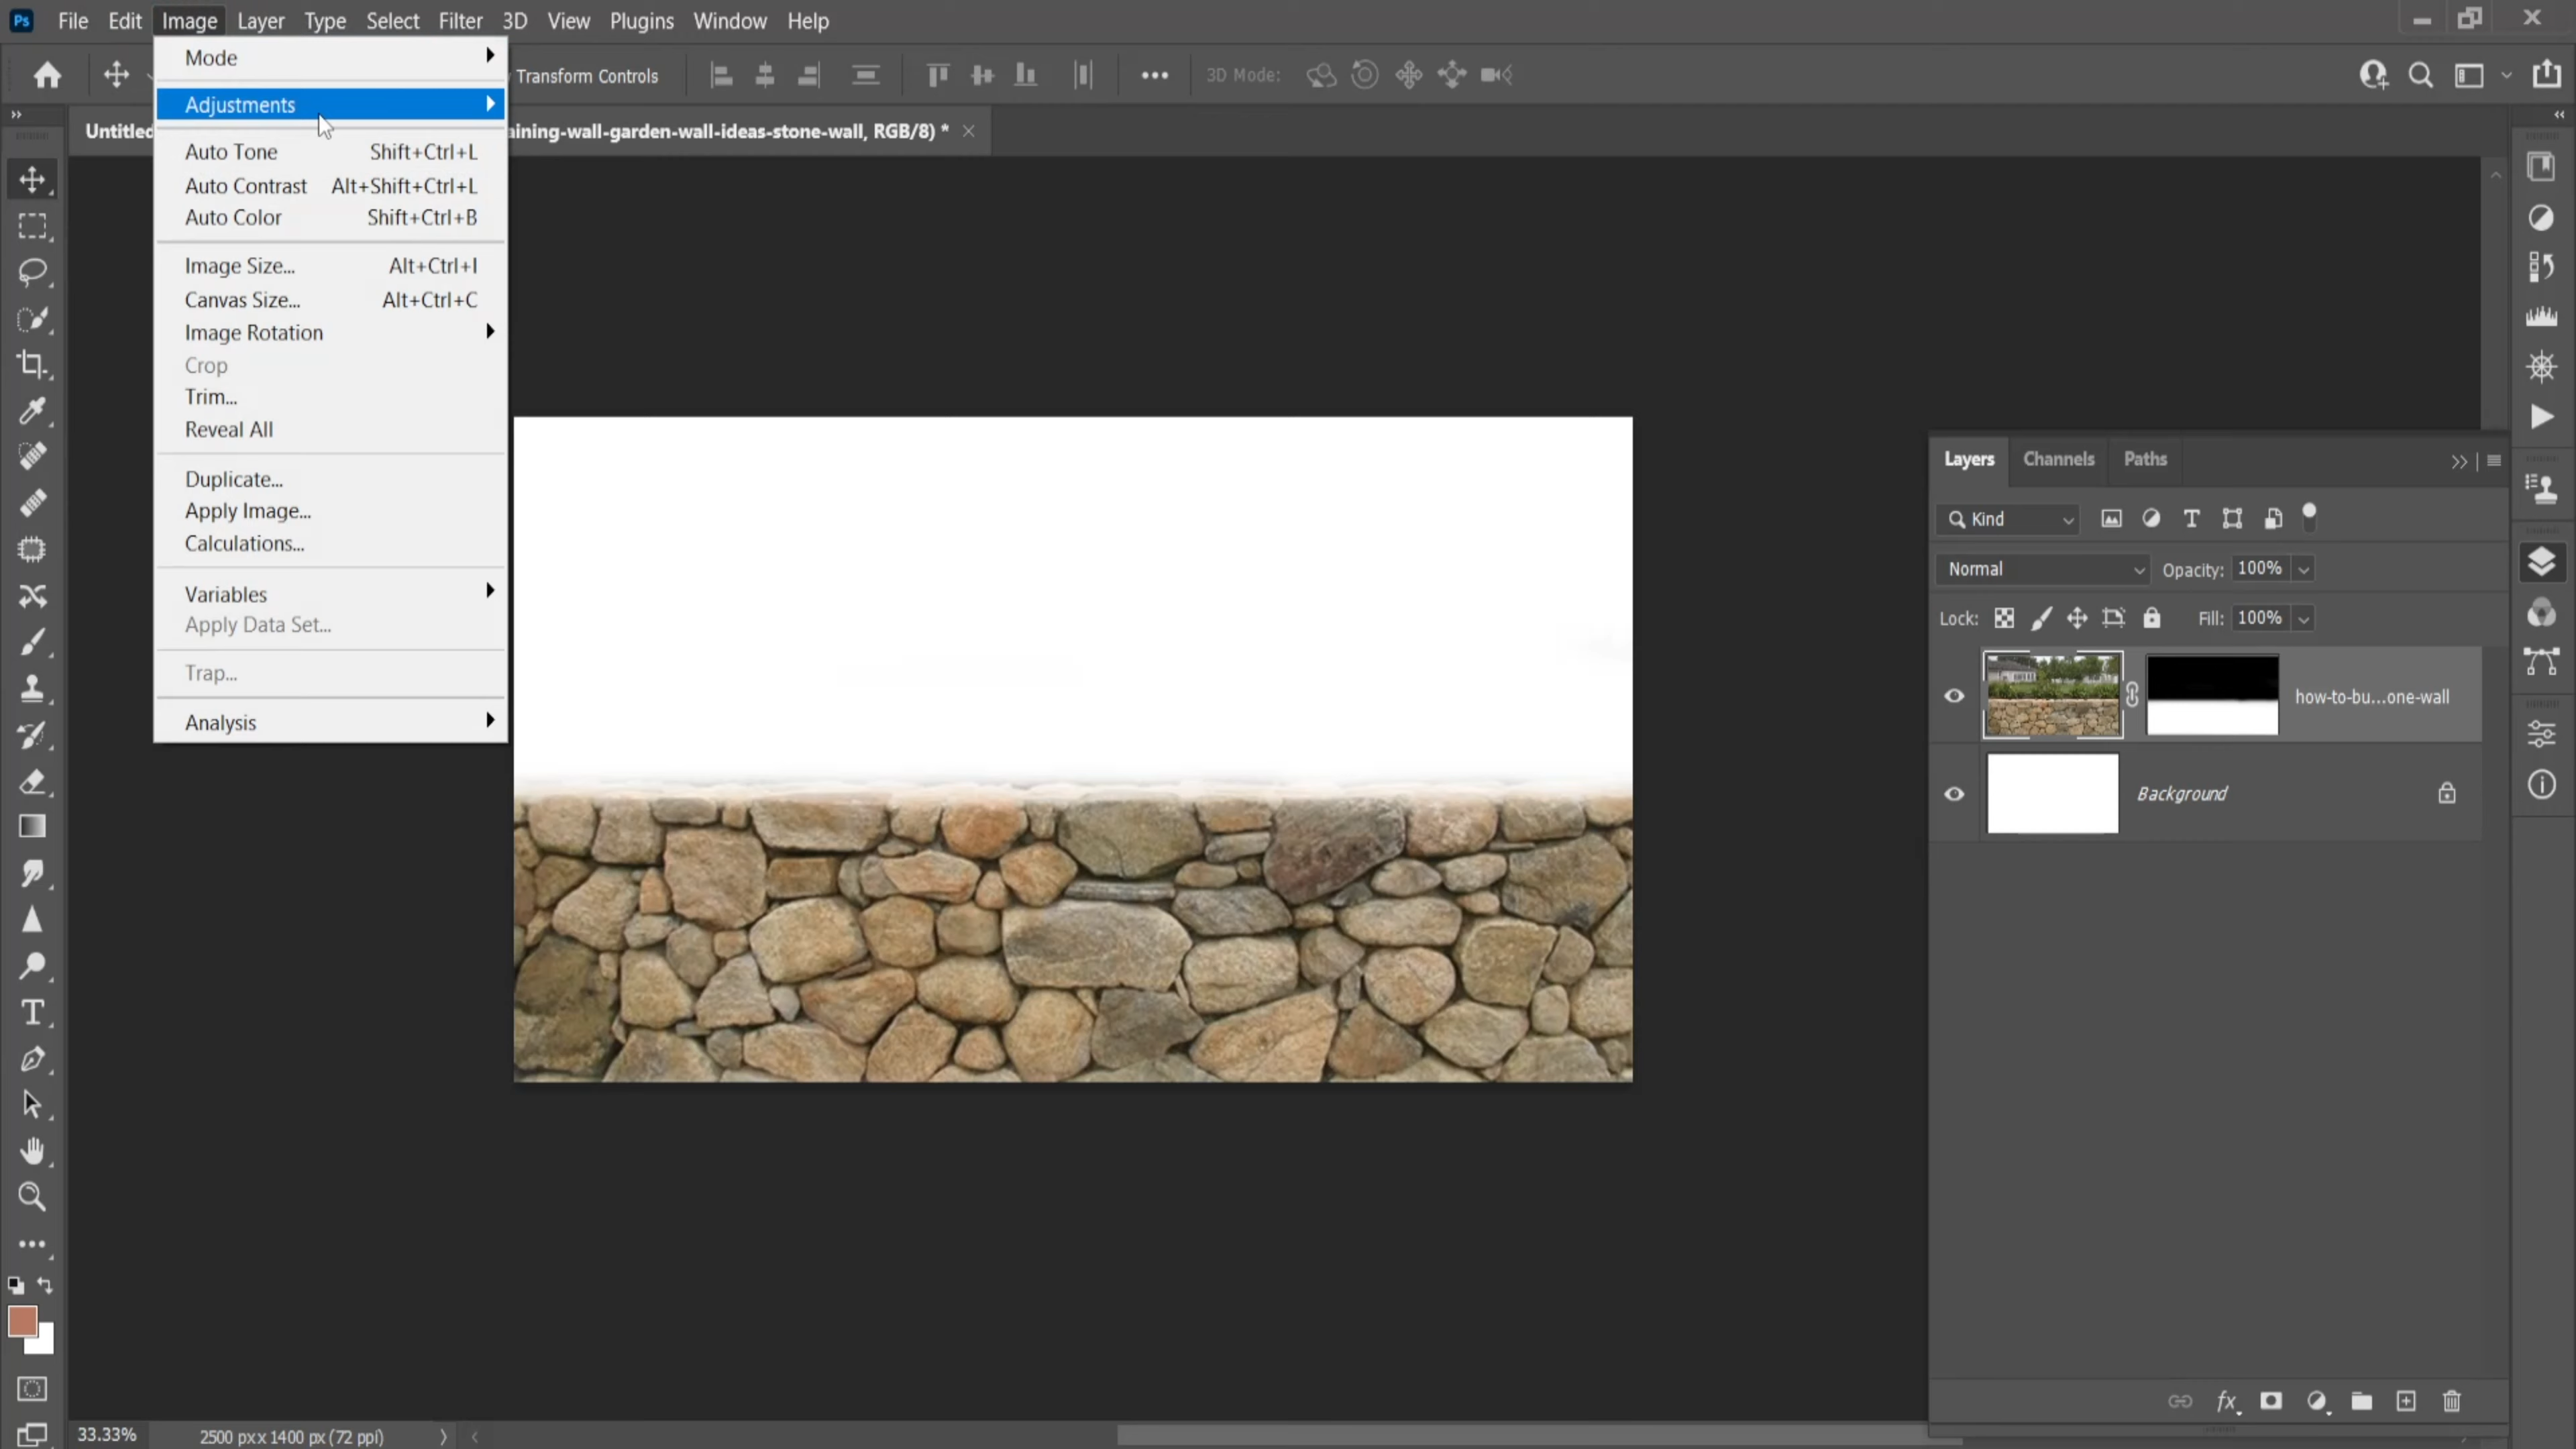 Ps File Edit Image Layer Type Select Filter 3D View Plugins Window Help
Transform Controls 3D Mode:
Untitled
aining-wall-garden-wall-ideas-stone-wall, RGB/8) *
Mode
Adjustments
Auto Tone Shift+Ctrl+L
Auto Contrast Alt+Shift+Ctrl+L
Auto Color Shift+Ctrl+B
Image Size... Alt+Ctrl+I
Canvas Size... Alt+Ctrl+C
Image Rotation
Crop
Trim...
Reveal All
Duplicate...
Apply Image...
Calculations...
Variables
Apply Data Set...
Trap...
Analysis
Layers Channels Paths
Kind
Normal Opacity: 100%
Lock: Fill: 100%
how-to-bu...one-wall
Background
fx
33.33% 2500 px x 1400 px (72 ppi)